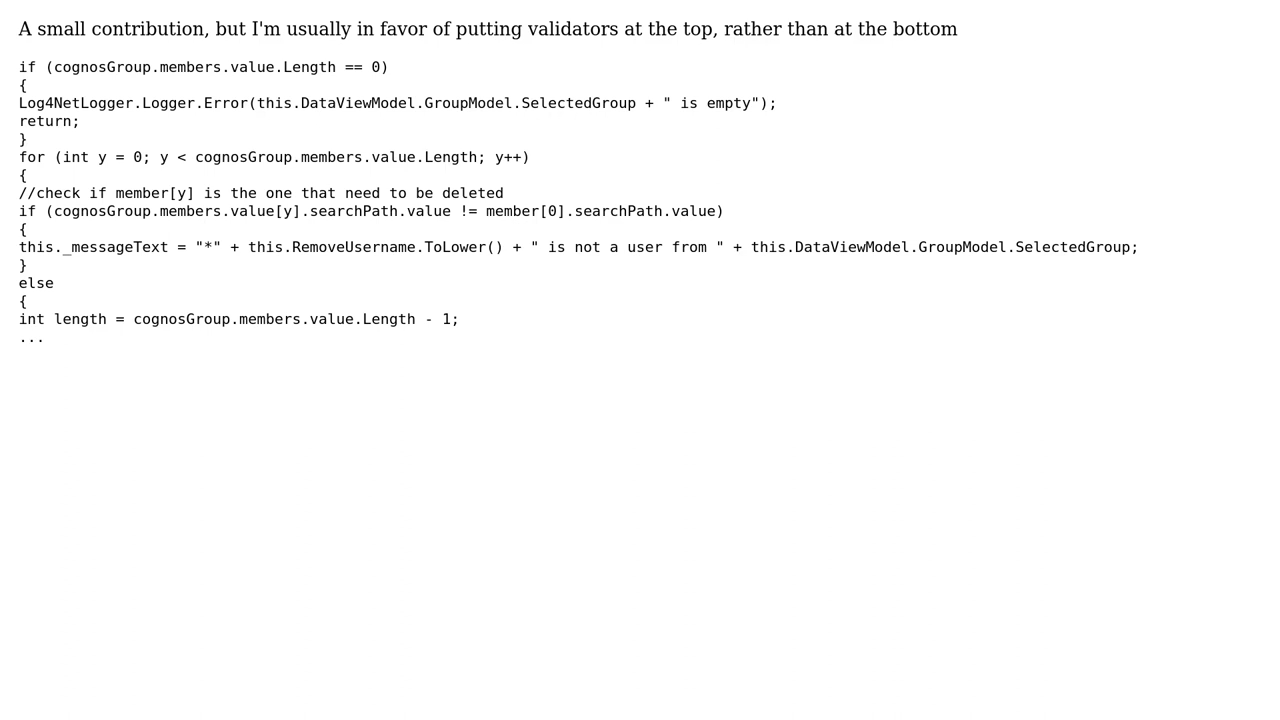 A small contribution, but I'm usually in favor of putting validators at the top, rather than at the bottom
if (cognosGroup.members.value.Length == 0)
{
Log4NetLogger.Logger.Error(this.DataViewModel.GroupModel.SelectedGroup + " is empty");
return;
}
for (int y = 0; y < cognosGroup.members.value.Length; y++)
{
//check if member[y] is the one that need to be deleted
if (cognosGroup.members.value[y].searchPath.value != member[0].searchPath.value)
{
this._messageText = "*" + this.RemoveUsername.ToLower() + " is not a user from " + this.DataViewModel.GroupModel.SelectedGroup;
}
else
{
int length = cognosGroup.members.value.Length - 1;
...